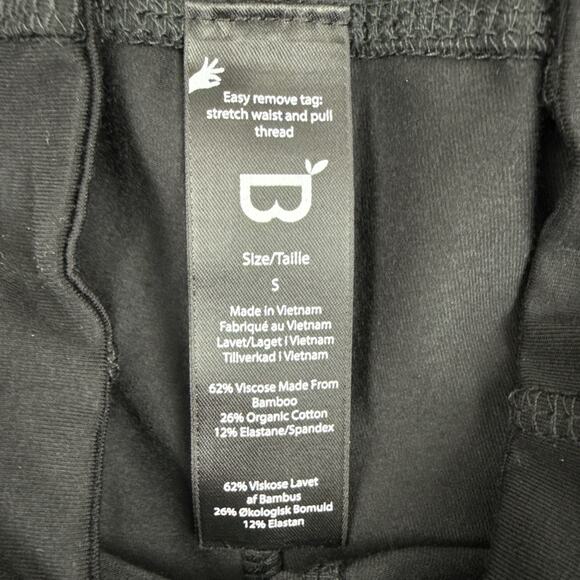 Easy remove tag:
stretch waist and pull
thread
B
Size/Taille
S
Made in Vietnam
Fabriqué au Vietnam
Lavet/Laget i Vietnam
Tillverkad i Vietnam
62% Viscose Made From
Bamboo
26% Organic Cotton
12% Elastane/Spandex
62% Viskose Lavet
af Bambus
26% Økologisk Bomuld
12% Elastan